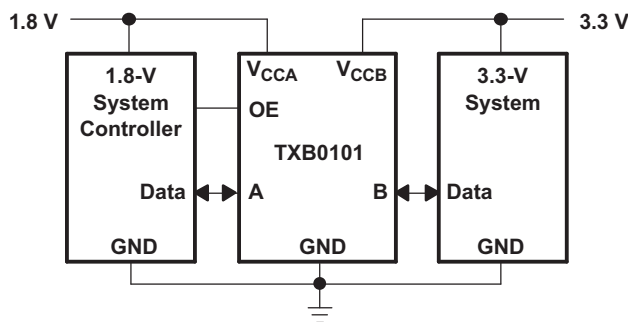 1.8 V
3.3 V
1.8-V
System
Controller
VCCA
VCCB
OE
TXB0101
3.3-V
System
Data
A
B
Data
GND
GND
GND